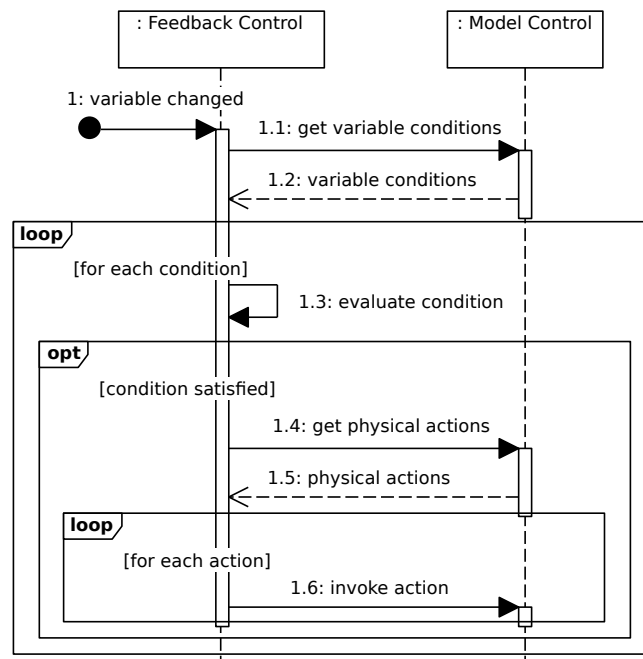 : Feedback Control
: Model Control
1: variable changed
1.1: get variable conditions
1.2: variable conditions
loop
[for each condition]
1.3: evaluate condition
opt
[condition satisfied]
1.4: get physical actions
1.5: physical actions
loop
[for each action]
1.6: invoke action